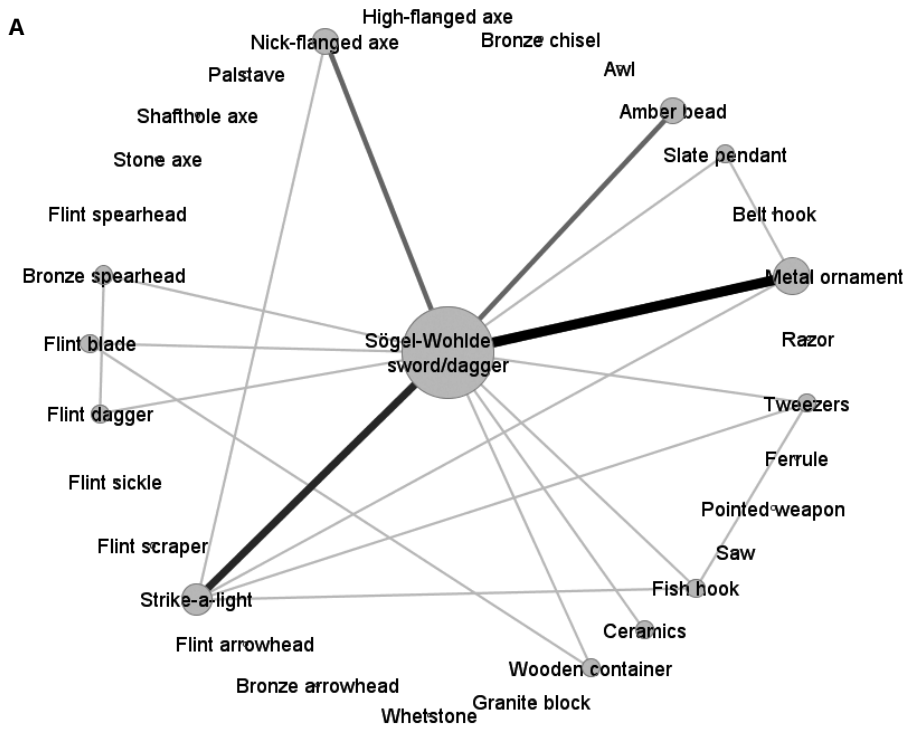 A
High-flanged axe
Nick-flanged axe
Bronze chisel
Palstave
Awl
Shafthole axe
Amber bead
Stone axe
Slate pendant
Flint spearhead
Belt hook
Bronze spearhead
Metal ornament
Sögel-Wohlde
sword/dagger
Flint blade
Razor
Flint dagger
Tweezers
Flint sickle
Ferrule
Pointed weapon
Flint scraper
Saw
Strike-a-light
Fish hook
Flint arrowhead
Ceramics
Bronze arrowhead
Wooden container
Whetstone
Granite block